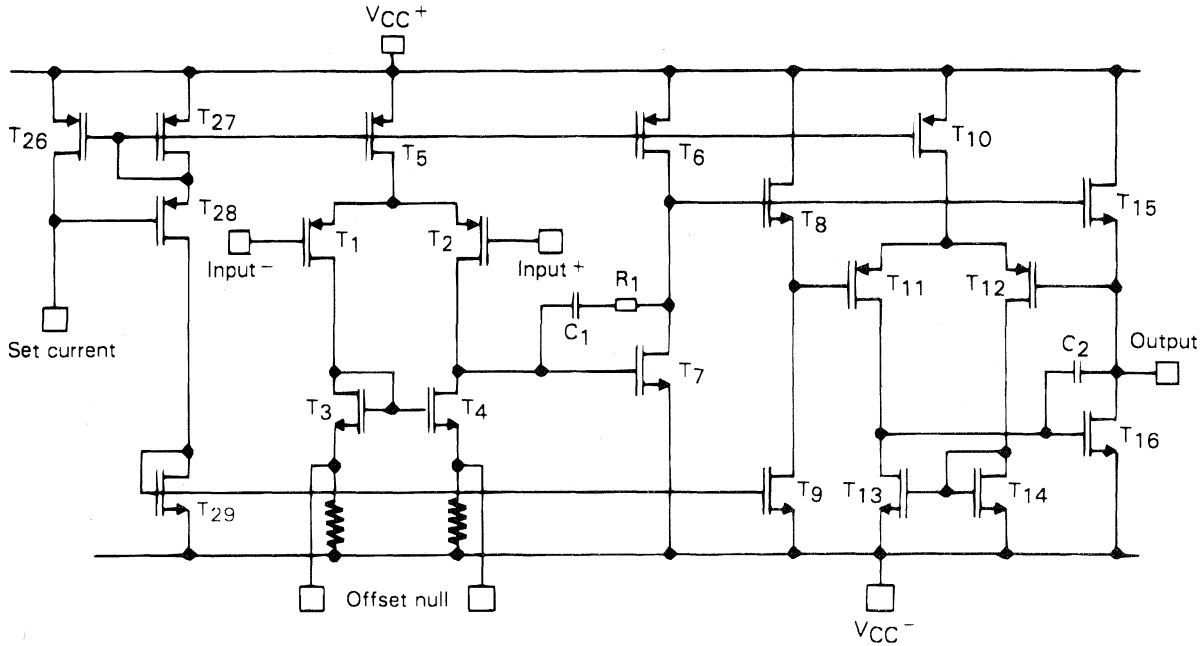 VCC+
T26
T27
T5
T6
T10
T28
T8
T15
T1
T2
Input−
Input+
T11
T12
R1
C1
Set current
C2
Output
T7
T3
T4
T16
T29
T9
T13
T14
Offset null
VCC−